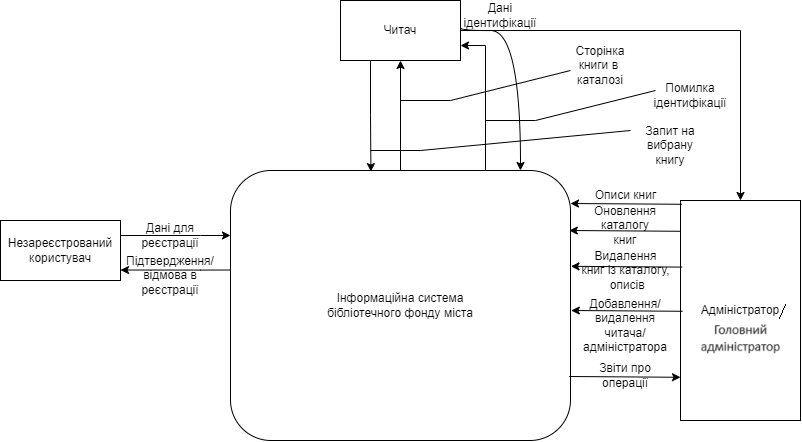 Дані
ідентифікації
Читач
Сторінка
книги в
каталозі
Помилка
ідентифікації
Запит на
вибрану
книгу
Описи книг
Оновлення
каталогу
книг
Незареєстрований
користувач
Дані для
реєстрації
Підтвердження/
відмова в
реєстрації
Видалення
книг із каталогу,
описів
Інформаційна система
бібліотечного фонду міста
Добавлення/
видалення
читача/
адміністратора
Адміністратор/
Головний
адміністратор
Звіти про
операції